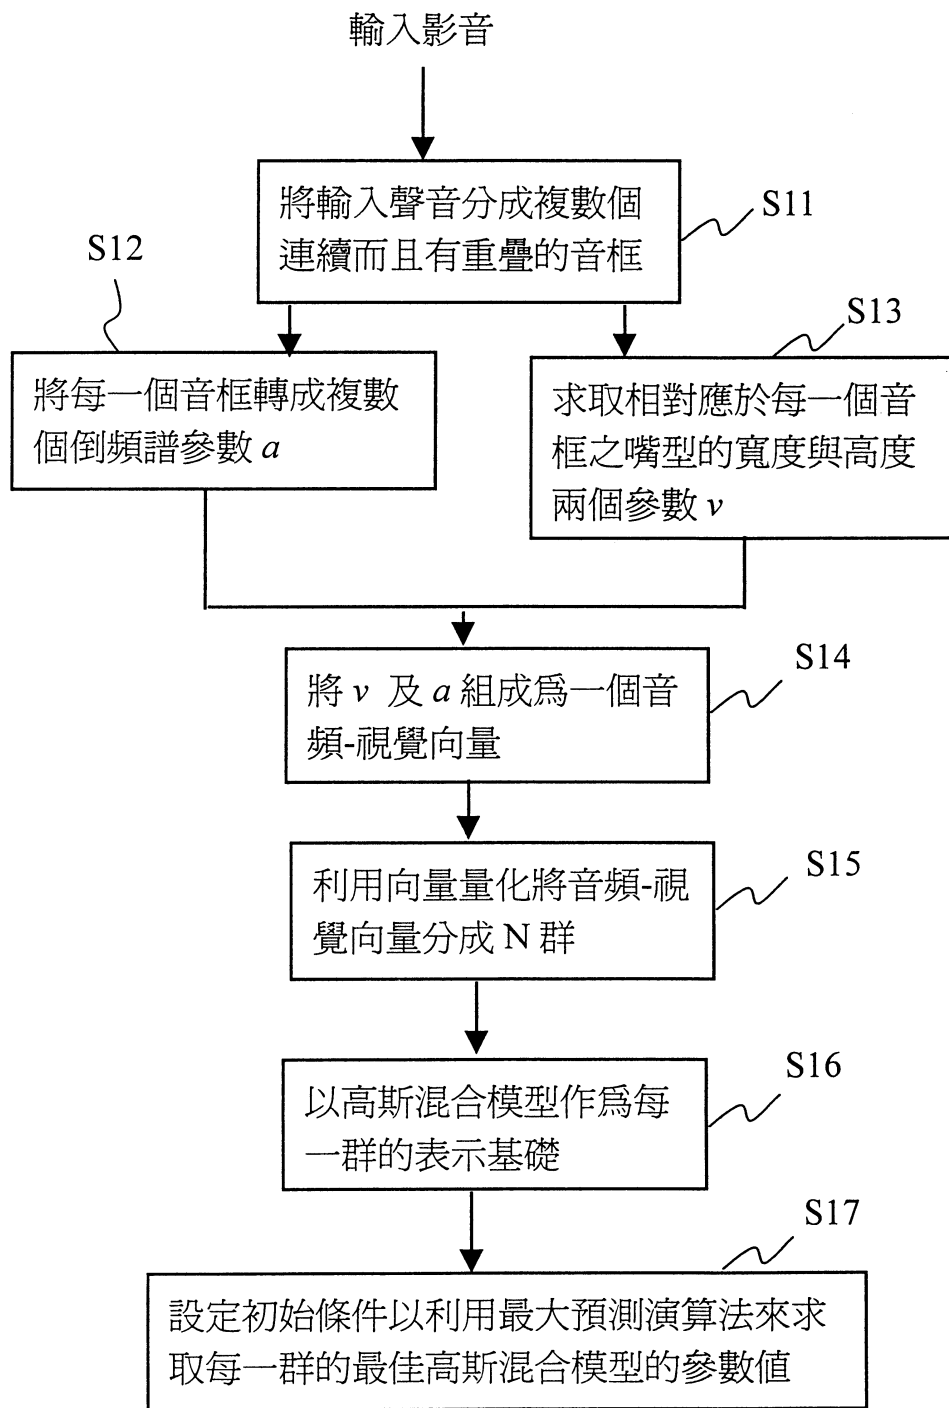 輸入影音
將輸入聲音分成複數個
連續而且有重疊的音框
S11
S12
將每一個音框轉成複數
個倒頻譜參數 a
S13
求取相對應於每一個音
框之嘴型的寬度與高度
兩個參數 v
將 v 及 a 組成爲一個音
頻-視覺向量
S14
利用向量量化將音頻-視
覺向量分成 N 群
S15
以高斯混合模型作爲每
一群的表示基礎
S16
S17
設定初始條件以利用最大預測演算法來求
取每一群的最佳高斯混合模型的參數值